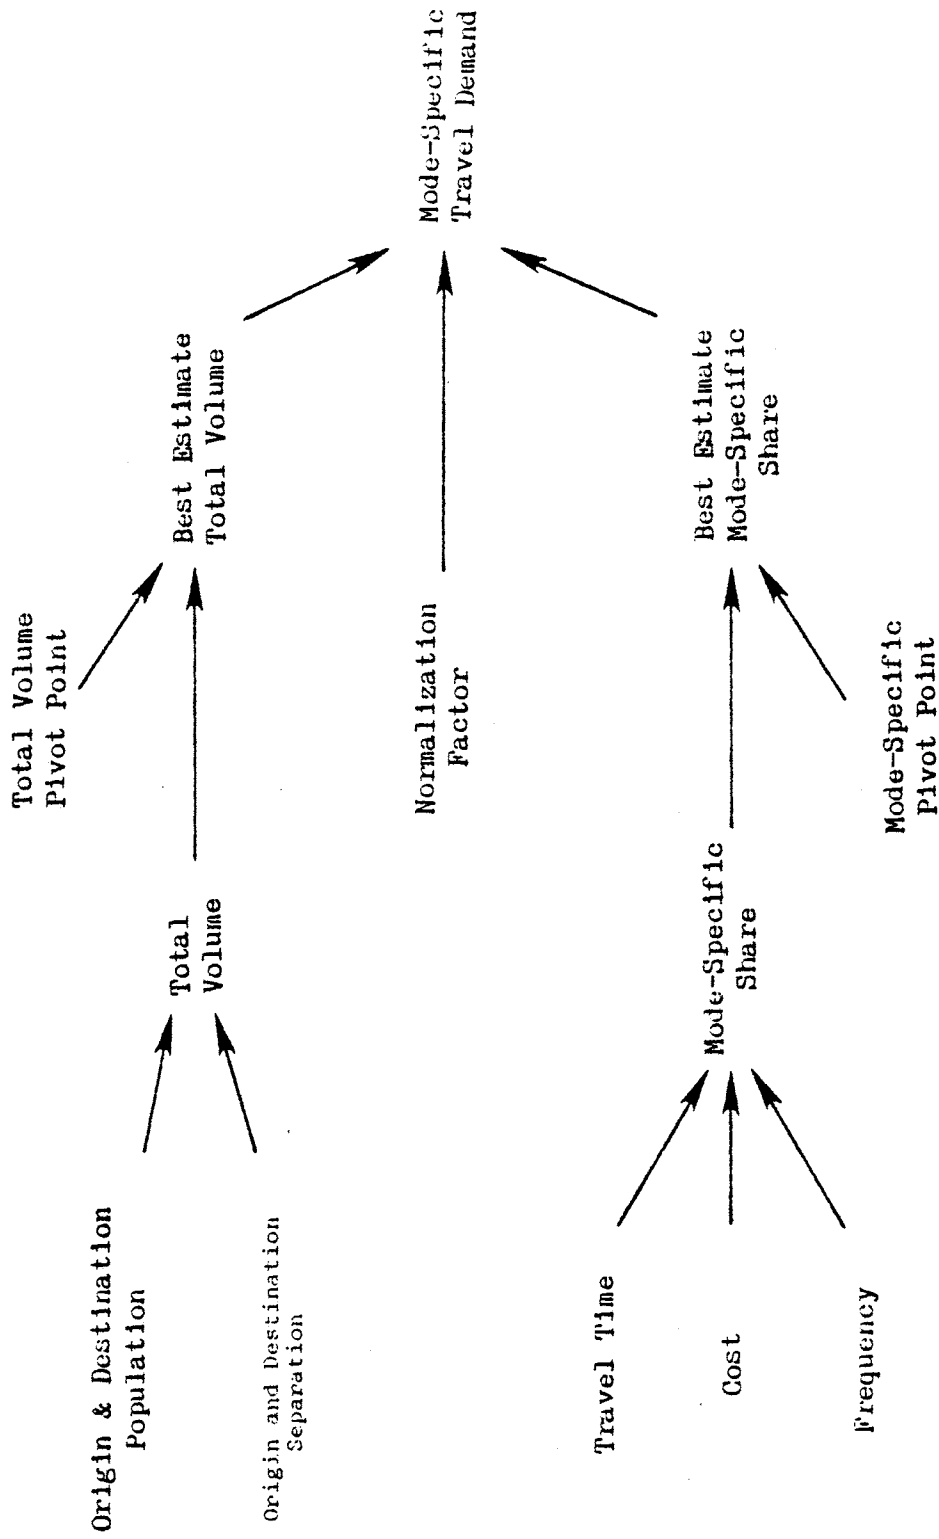 Origin & Destination
Population
Origin and Destination
Separation
Total
Volume
Total Volume
Pivot Point
Best Estimate
Total Volume
Normalization
Factor
Mode-Specific
Travel Demand
Travel Time
Cost
Frequency
Mode-Specific
Share
Mode-Specific
Pivot Point
Best Estimate
Mode-Specific
Share